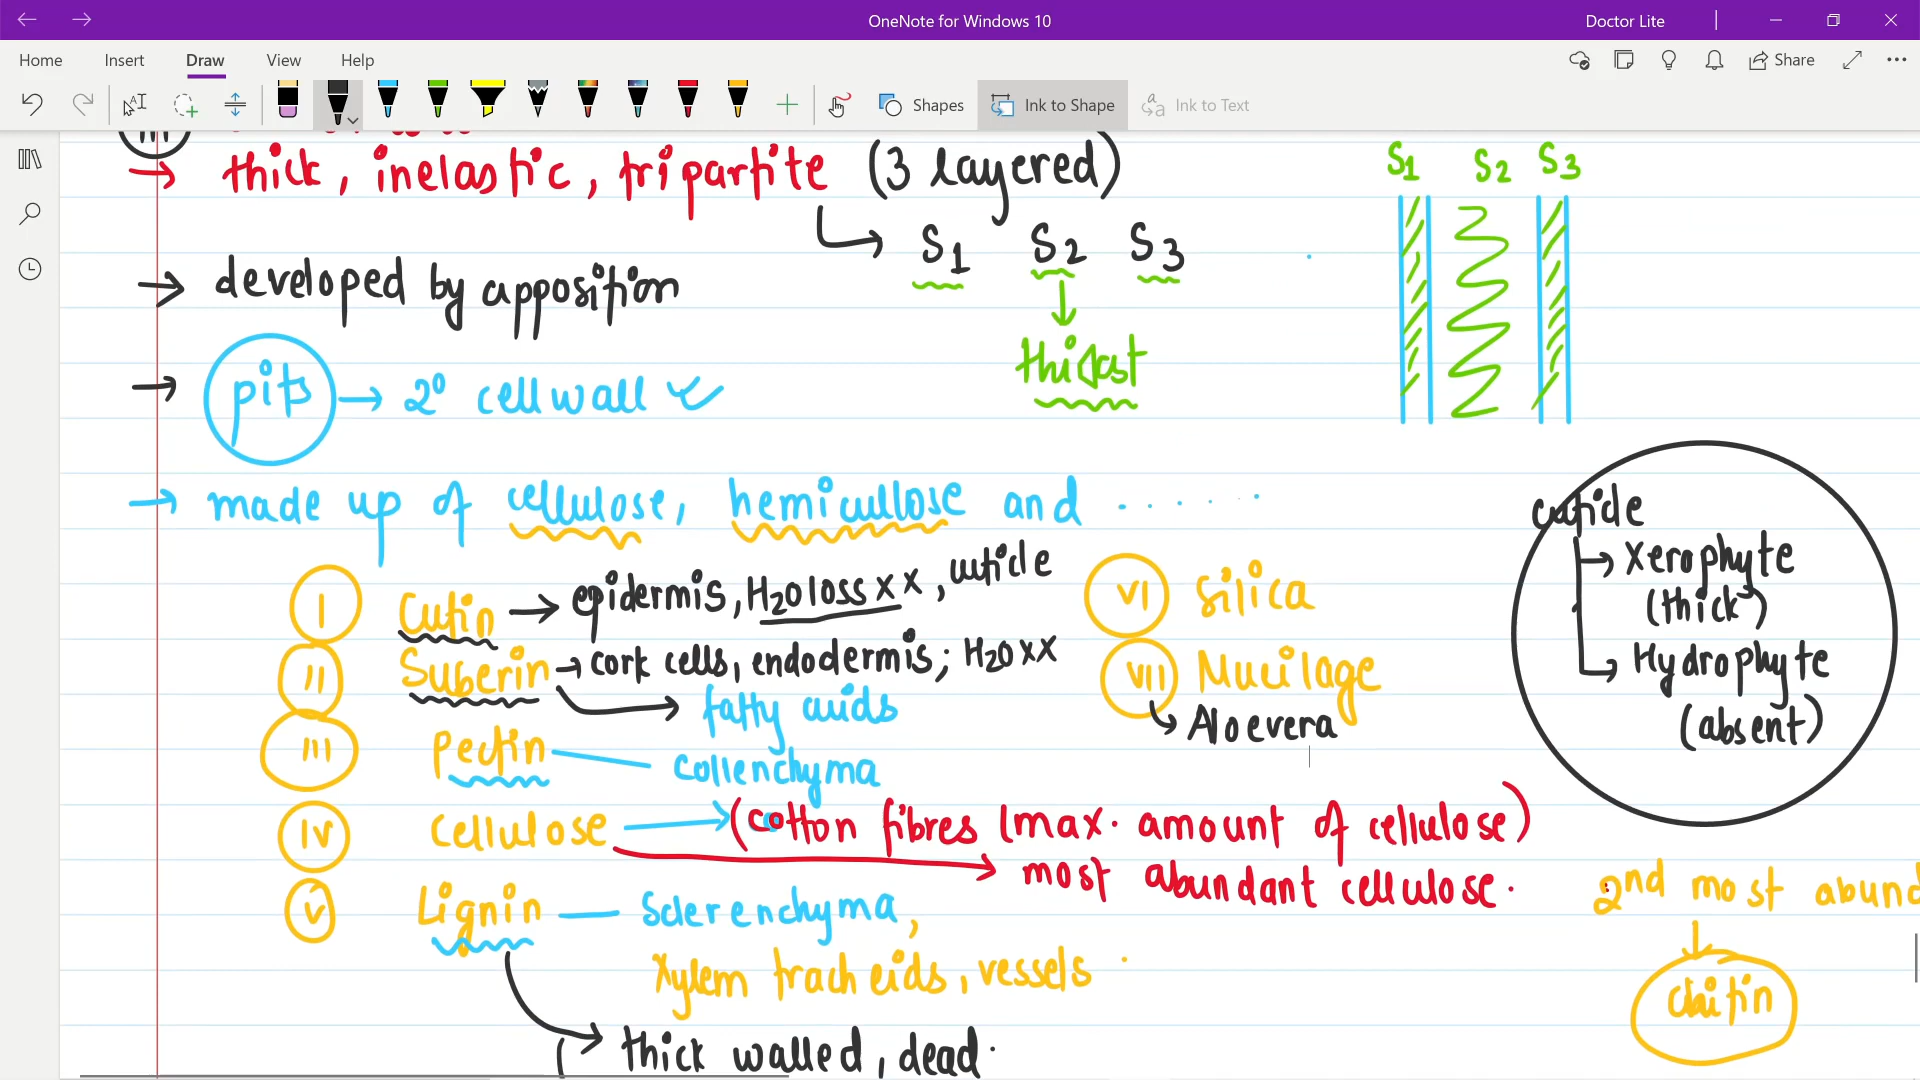 OneNote for Windows 10
Doctor Lite
Home Insert Draw View Help
Share
Shapes
Ink to Shape
Ink to Text
III
→ thick, inelastic, tripartite (3 layered)
S1 S2 S3
thickest
S1 S2 S3
→ developed by apposition
→ pits → 2° cell wall ✓
→ made up of cellulose, hemicullose and ......
I Cutin → epidermis, H2O loss xx, cuticle
II Suberin → cork cells, endodermis; H2O xx
→ fatty acids
III Pectin — collenchyma
IV cellulose → (cotton fibres (max. amount of cellulose)
→ most abundant cellulose.
V Lignin — Sclerenchyma,
Xylem tracheids, vessels
→ thick walled, dead.
VI Silica
VII Mucilage
↳ Aloevera
cuticle
→ Xerophyte
(thick)
→ Hydrophyte
(absent)
2nd most abund
↓
chitin